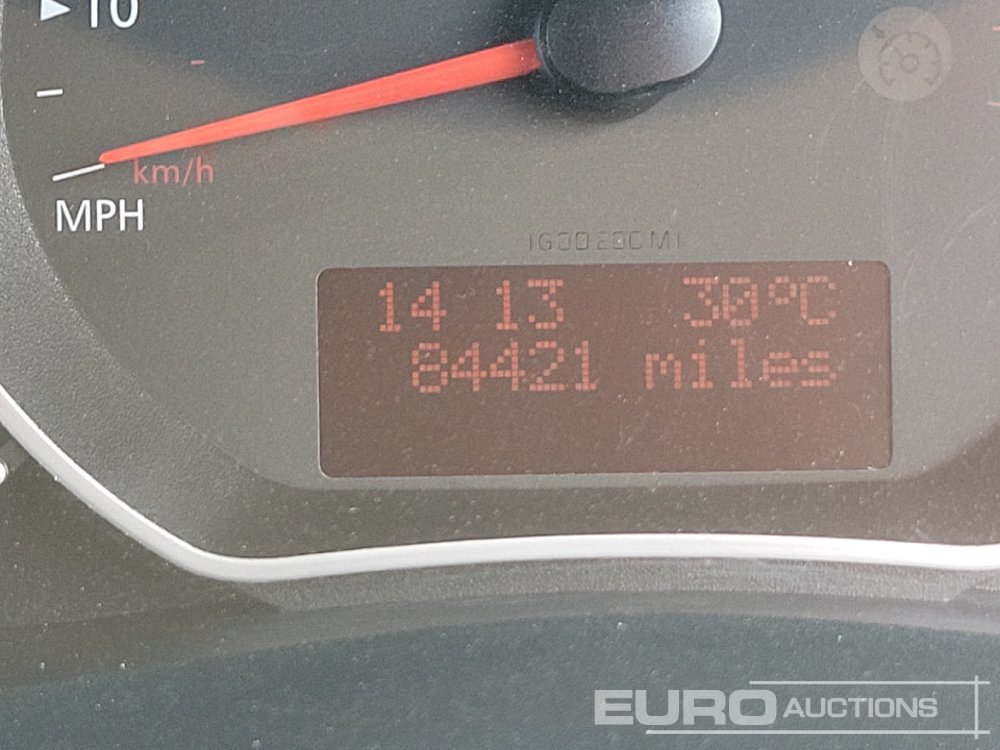 10
km/h
MPH
14 13 30°C
84421 miles
EURO AUCTIONS